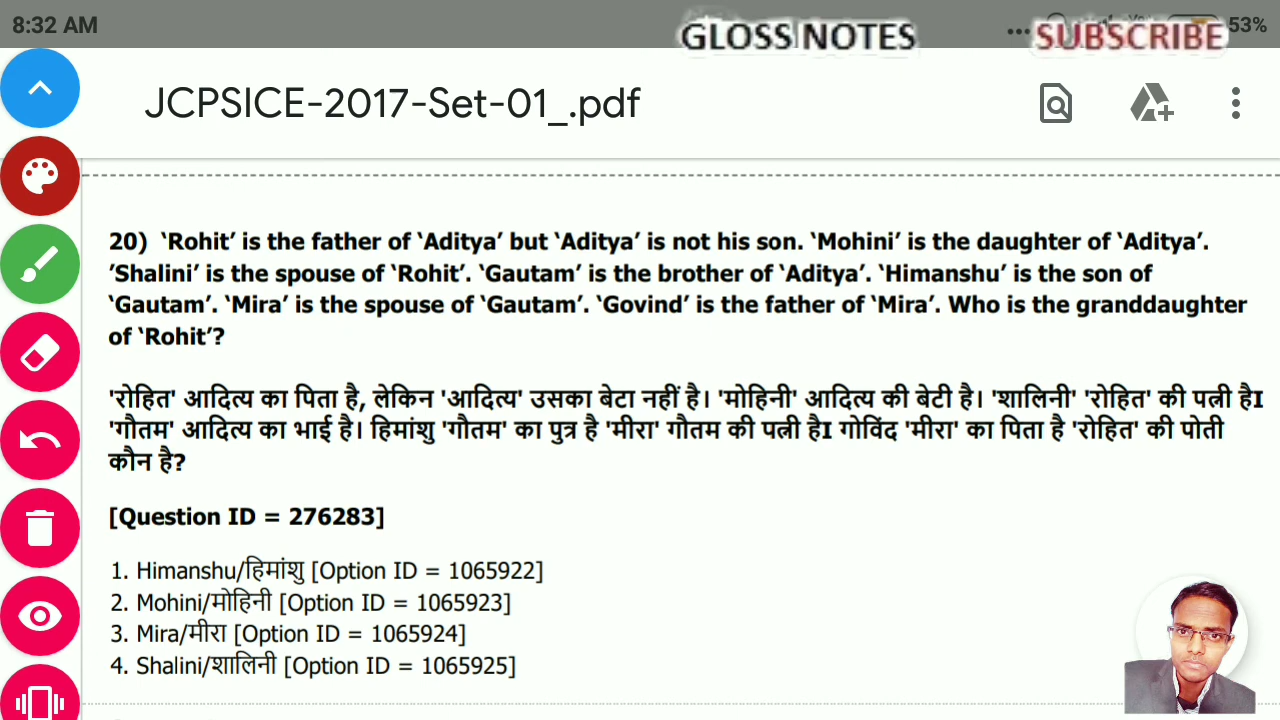 8:32 AM
GLOSS NOTES
SUBSCRIBE
53%
JCPSICE-2017-Set-01_.pdf
20) ‘Rohit’ is the father of ‘Aditya’ but ‘Aditya’ is not his son. ‘Mohini’ is the daughter of ‘Aditya’.
’Shalini’ is the spouse of ‘Rohit’. ‘Gautam’ is the brother of ‘Aditya’. ‘Himanshu’ is the son of
‘Gautam’. ‘Mira’ is the spouse of ‘Gautam’. ‘Govind’ is the father of ‘Mira’. Who is the granddaughter
of ‘Rohit’?
'रोहित' आदित्य का पिता है, लेकिन 'आदित्य' उसका बेटा नहीं है। 'मोहिनी' आदित्य की बेटी है। 'शालिनी' 'रोहित' की पत्नी हैI
'गौतम' आदित्य का भाई है। हिमांशु 'गौतम' का पुत्र है 'मीरा' गौतम की पत्नी हैI गोविंद 'मीरा' का पिता है 'रोहित' की पोती
कौन है?
[Question ID = 276283]
1. Himanshu/हिमांशु [Option ID = 1065922]
2. Mohini/मोहिनी [Option ID = 1065923]
3. Mira/मीरा [Option ID = 1065924]
4. Shalini/शालिनी [Option ID = 1065925]